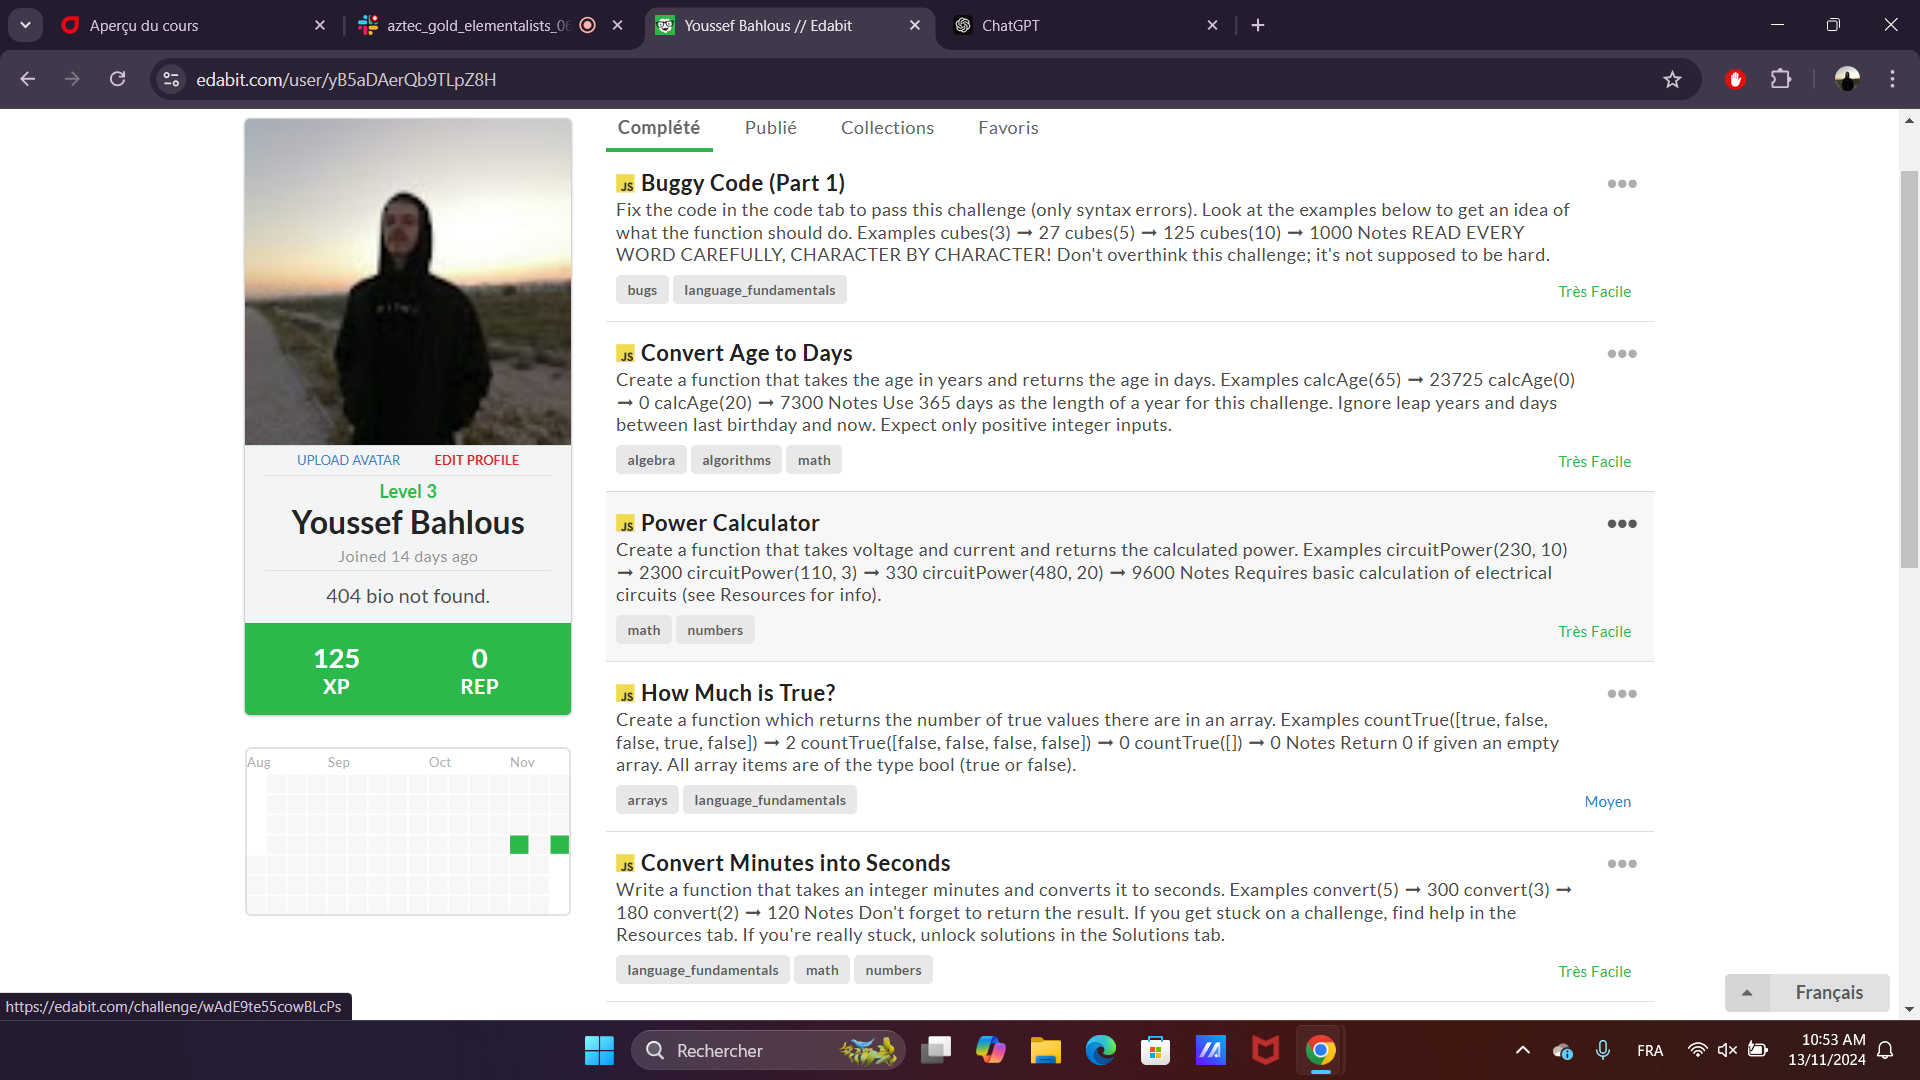 Aperçu du cours
aztec_gold_elementalists_06
Youssef Bahlous // Edabit
ChatGPT
edabit.com/user/yB5aDAerQb9TLpZ8H
Complété
Publié
Collections
Favoris
UPLOAD AVATAR
EDIT PROFILE
Level 3
Youssef Bahlous
Joined 14 days ago
404 bio not found.
125
XP
0
REP
Aug
Sep
Oct
Nov
JS Buggy Code (Part 1)
Fix the code in the code tab to pass this challenge (only syntax errors). Look at the examples below to get an idea of
what the function should do. Examples cubes(3) ➞ 27 cubes(5) ➞ 125 cubes(10) ➞ 1000 Notes READ EVERY
WORD CAREFULLY, CHARACTER BY CHARACTER! Don't overthink this challenge; it's not supposed to be hard.
bugs
language_fundamentals
Très Facile
JS Convert Age to Days
Create a function that takes the age in years and returns the age in days. Examples calcAge(65) ➞ 23725 calcAge(0)
➞ 0 calcAge(20) ➞ 7300 Notes Use 365 days as the length of a year for this challenge. Ignore leap years and days
between last birthday and now. Expect only positive integer inputs.
algebra
algorithms
math
Très Facile
JS Power Calculator
Create a function that takes voltage and current and returns the calculated power. Examples circuitPower(230, 10)
➞ 2300 circuitPower(110, 3) ➞ 330 circuitPower(480, 20) ➞ 9600 Notes Requires basic calculation of electrical
circuits (see Resources for info).
math
numbers
Très Facile
JS How Much is True?
Create a function which returns the number of true values there are in an array. Examples countTrue([true, false,
false, true, false]) ➞ 2 countTrue([false, false, false, false]) ➞ 0 countTrue([]) ➞ 0 Notes Return 0 if given an empty
array. All array items are of the type bool (true or false).
arrays
language_fundamentals
Moyen
JS Convert Minutes into Seconds
Write a function that takes an integer minutes and converts it to seconds. Examples convert(5) ➞ 300 convert(3) ➞
180 convert(2) ➞ 120 Notes Don't forget to return the result. If you get stuck on a challenge, find help in the
Resources tab. If you're really stuck, unlock solutions in the Solutions tab.
language_fundamentals
math
numbers
Très Facile
Français
https://edabit.com/challenge/wAdE9te55cowBLcPs
Rechercher
FRA
10:53 AM
13/11/2024